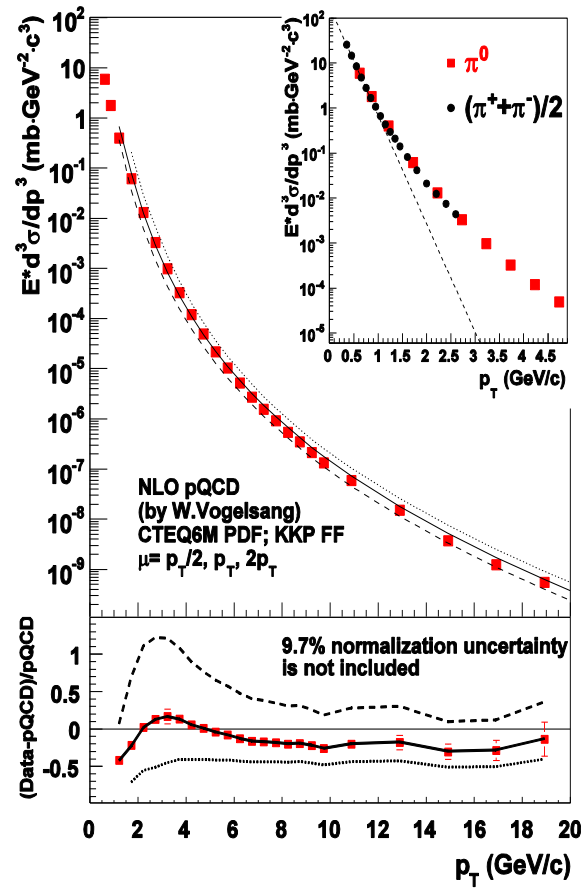 E*d³σ/dp³ (mb·GeV⁻²·c³)
10²
10
1
10⁻¹
10⁻²
10⁻³
10⁻⁴
10⁻⁵
10⁻⁶
10⁻⁷
10⁻⁸
10⁻⁹
NLO pQCD
(by W.Vogelsang)
CTEQ6M PDF; KKP FF
μ= p_T/2, p_T, 2p_T
E*d³σ/dp³ (mb·GeV⁻²·c³)
10²
10
1
10⁻¹
10⁻²
10⁻³
10⁻⁴
10⁻⁵
π⁰
(π⁺+π⁻)/2
0 0.5 1 1.5 2 2.5 3 3.5 4 4.5
p_T (GeV/c)
(Data-pQCD)/pQCD
1
0.5
0
-0.5
9.7% normalization uncertainty
is not included
0 2 4 6 8 10 12 14 16 18 20
p_T (GeV/c)